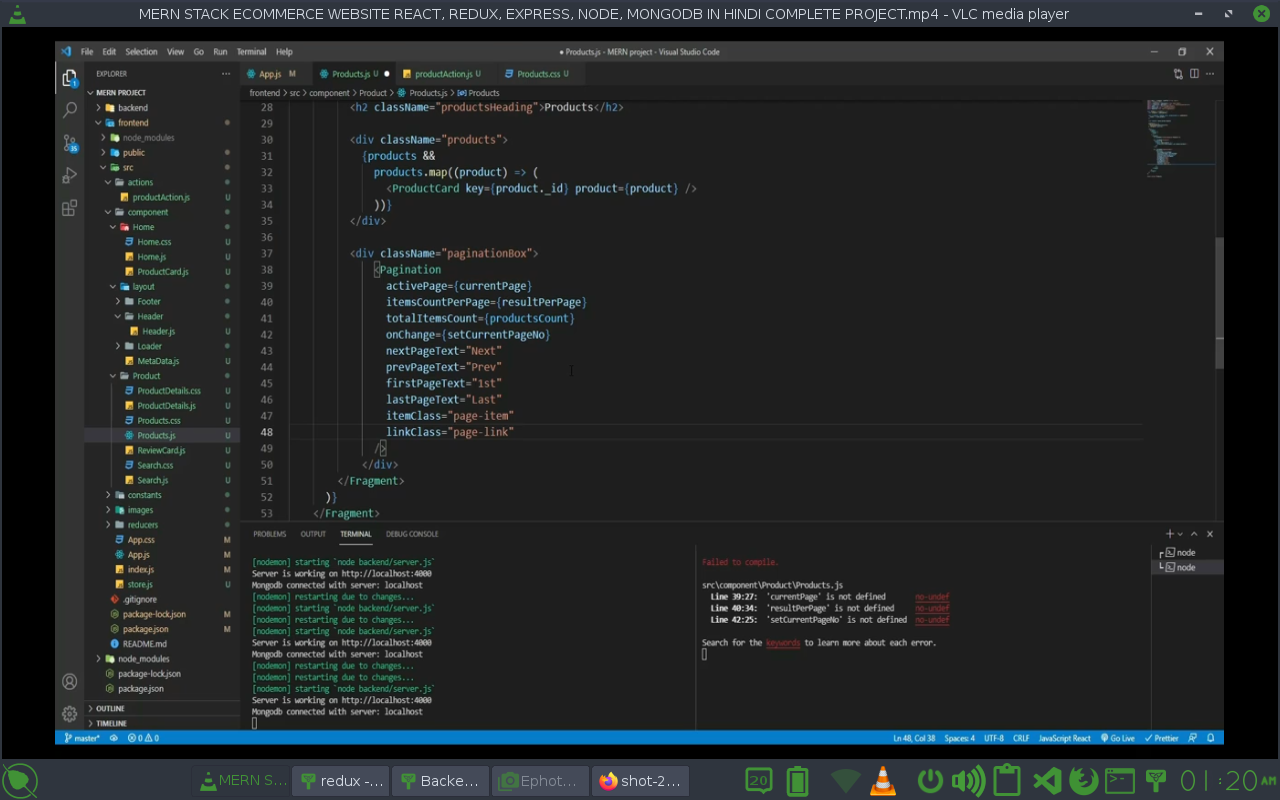 MERN STACK ECOMMERCE WEBSITE REACT, REDUX, EXPRESS, NODE, MONGODB IN HINDI COMPLETE PROJECT.mp4 - VLC media player
File Edit Selection View Go Run Terminal Help
● Products.js - MERN project - Visual Studio Code
EXPLORER
App.js M
Products.js U ●
productAction.js U
Products.css U
MERN PROJECT
frontend > src > component > Product > Products.js > Products
backend
frontend
node_modules
public
src
actions
productAction.js U
component
Home
Home.css U
Home.js U
ProductCard.js U
layout
Footer
Header
Header.js U
Loader
MetaData.js U
Product
ProductDetails.css U
ProductDetails.js U
Products.css U
Products.js U
ReviewCard.js U
Search.css U
Search.js U
constants
images
reducers
App.css M
App.js M
index.js M
store.js U
.gitignore
package-lock.json M
package.json M
README.md
node_modules
package-lock.json
package.json
OUTLINE
TIMELINE
1
35
28 <h2 className="productsHeading">Products</h2>
29
30 <div className="products">
31 {products &&
32 products.map((product) => (
33 <ProductCard key={product._id} product={product} />
34 ))}
35 </div>
36
37 <div className="paginationBox">
38 <Pagination
39 activePage={currentPage}
40 itemsCountPerPage={resultPerPage}
41 totalItemsCount={productsCount}
42 onChange={setCurrentPageNo}
43 nextPageText="Next"
44 prevPageText="Prev"
45 firstPageText="1st"
46 lastPageText="Last"
47 itemClass="page-item"
48 linkClass="page-link"
49 />
50 </div>
51 </Fragment>
52 )}
53 </Fragment>
PROBLEMS OUTPUT TERMINAL DEBUG CONSOLE
[nodemon] starting `node backend/server.js`
Server is working on http://localhost:4000
Mongodb connected with server: localhost
[nodemon] restarting due to changes...
[nodemon] starting `node backend/server.js`
[nodemon] restarting due to changes...
[nodemon] starting `node backend/server.js`
Server is working on http://localhost:4000
Mongodb connected with server: localhost
[nodemon] restarting due to changes...
[nodemon] restarting due to changes...
[nodemon] starting `node backend/server.js`
Server is working on http://localhost:4000
Mongodb connected with server: localhost
Failed to compile.
src\component\Product\Products.js
Line 39:27: 'currentPage' is not defined no-undef
Line 40:34: 'resultPerPage' is not defined no-undef
Line 42:25: 'setCurrentPageNo' is not defined no-undef
Search for the keywords to learn more about each error.
node
node
master* 0 0
Ln 48, Col 38 Spaces: 4 UTF-8 CRLF JavaScript React Go Live Prettier
MERN S...
redux -...
Backe...
Ephot...
shot-2...
20
01:20 AM